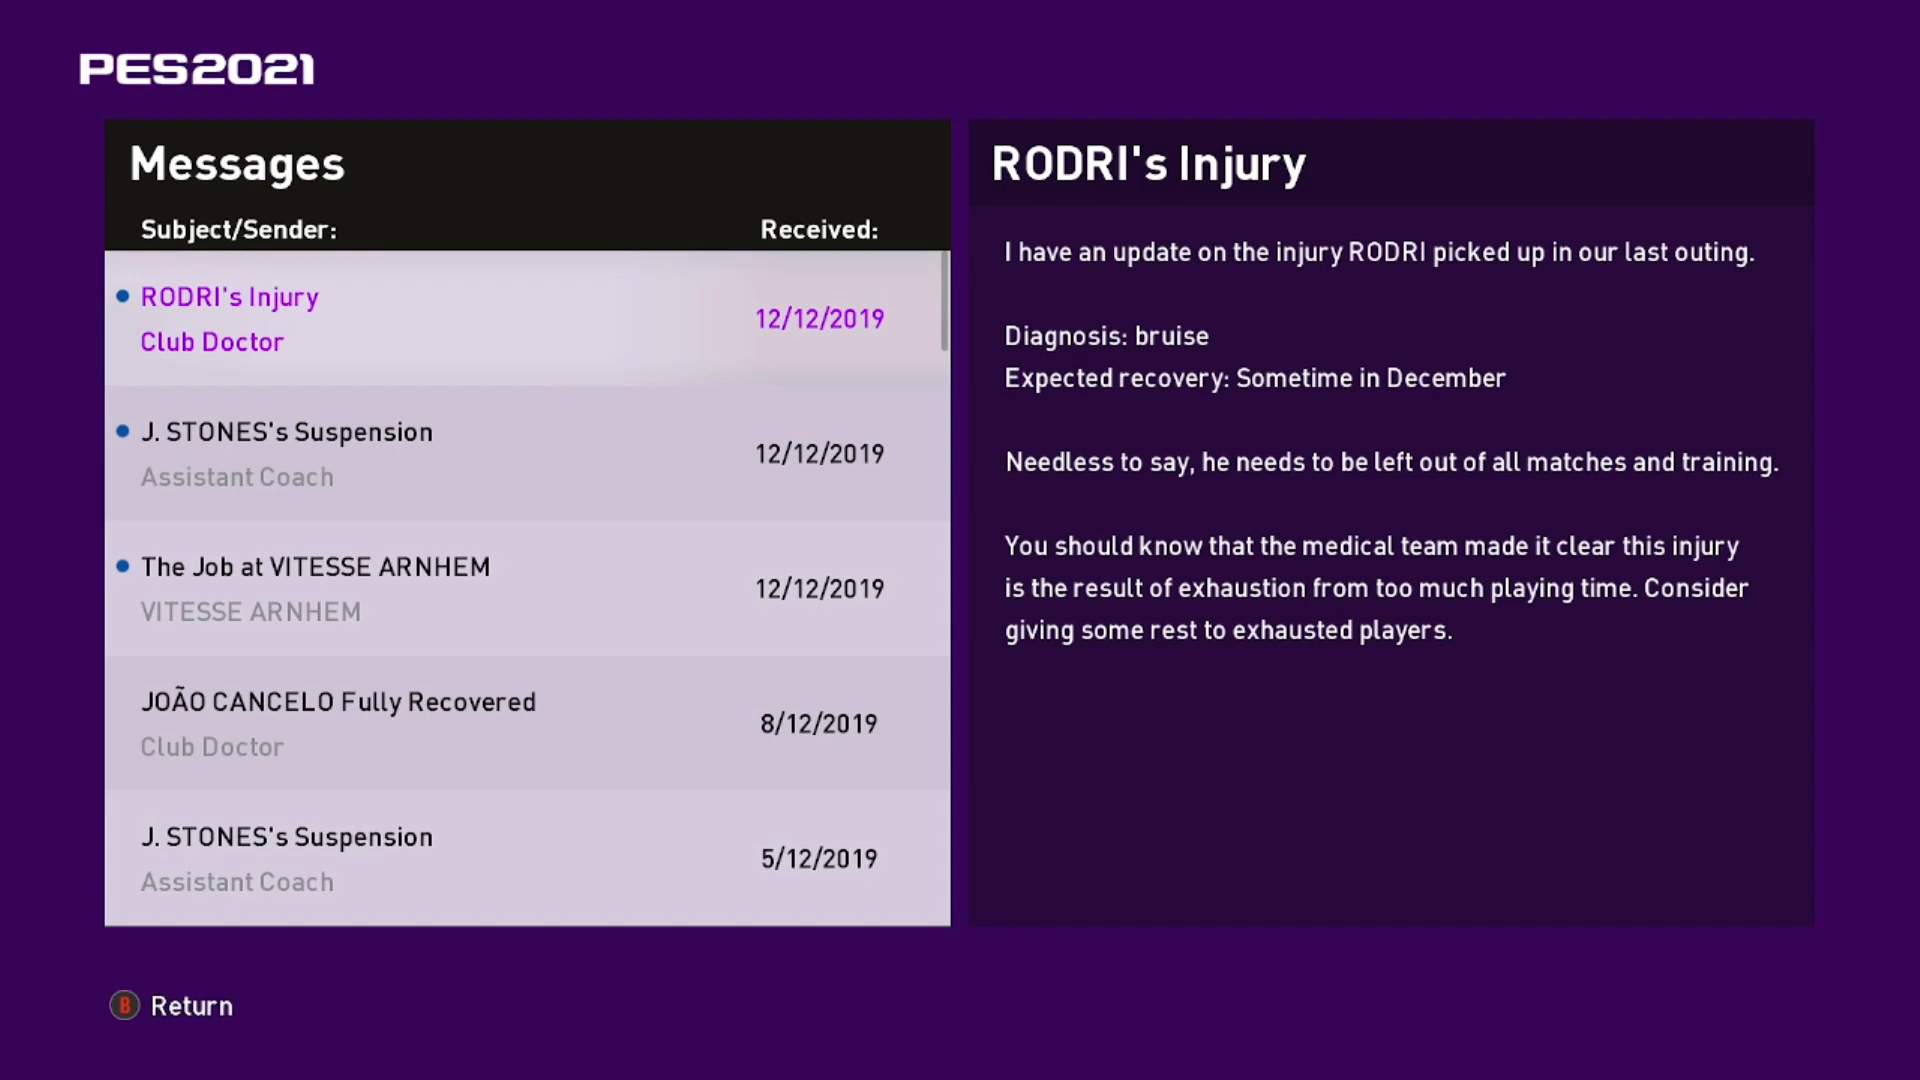 PES2021
Messages
Subject/Sender:
Received:
RODRI's Injury
Club Doctor
12/12/2019
J. STONES's Suspension
Assistant Coach
12/12/2019
The Job at VITESSE ARNHEM
VITESSE ARNHEM
12/12/2019
JOÃO CANCELO Fully Recovered
Club Doctor
8/12/2019
J. STONES's Suspension
Assistant Coach
5/12/2019
RODRI's Injury
I have an update on the injury RODRI picked up in our last outing.
Diagnosis: bruise
Expected recovery: Sometime in December
Needless to say, he needs to be left out of all matches and training.
You should know that the medical team made it clear this injury
is the result of exhaustion from too much playing time. Consider
giving some rest to exhausted players.
B Return